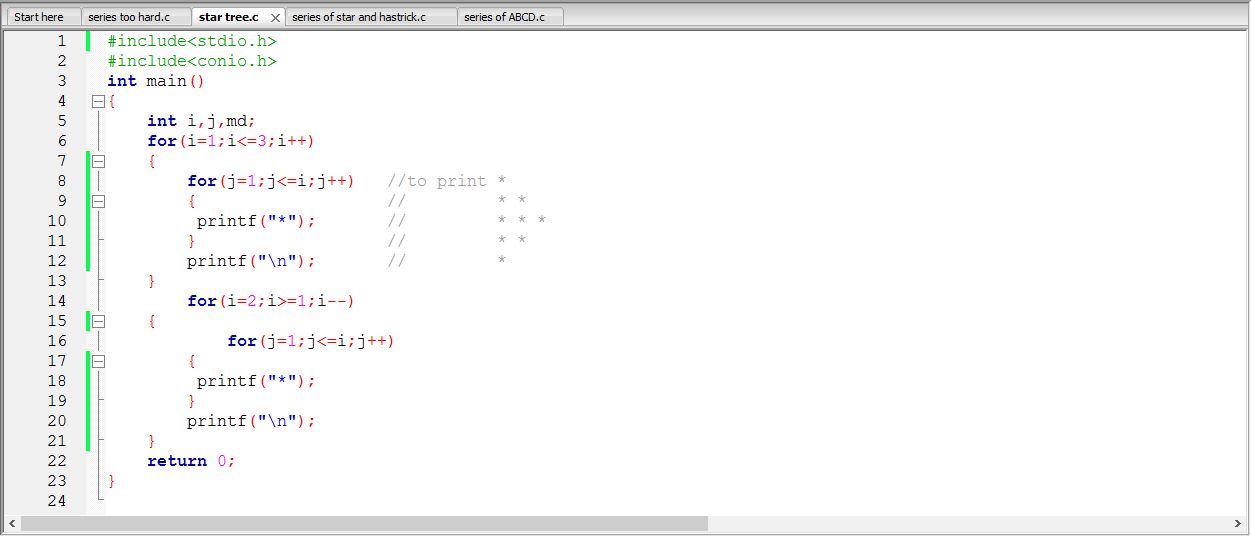 Start here series too hard.c star tree.c series of star and hastrick.c series of ABCD.c
1 #include<stdio.h>
2 #include<conio.h>
3 int main()
4 {
5     int i,j,md;
6     for(i=1;i<=3;i++)
7     {
8         for(j=1;j<=i;j++)   //to print *
9         {                   //         * *
10          printf("*");       //         * * *
11         }                   //         * *
12         printf("\n");       //         *
13     }
14         for(i=2;i>=1;i--)
15     {
16             for(j=1;j<=i;j++)
17         {
18          printf("*");
19         }
20         printf("\n");
21     }
22     return 0;
23 }
24